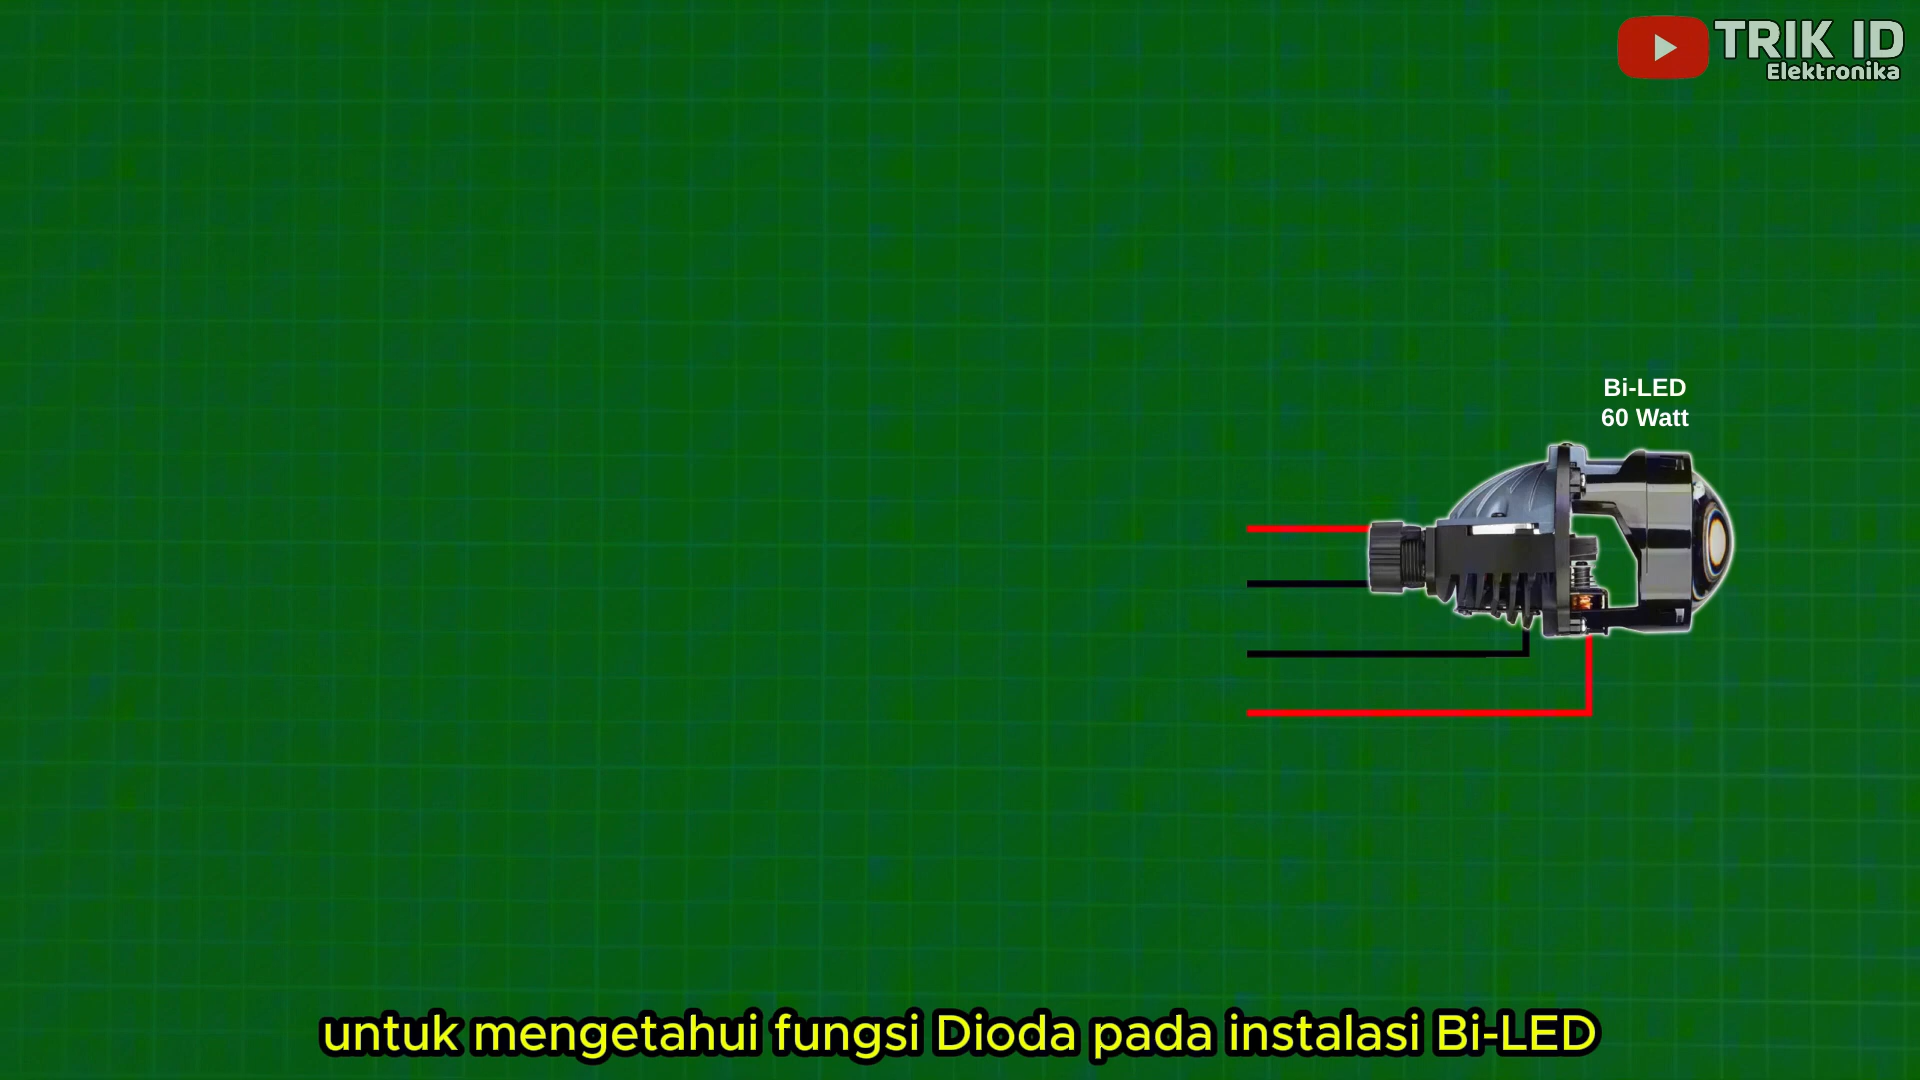 TRIK ID
Elektronika
Bi-LED
60 Watt
untuk mengetahui fungsi Dioda pada instalasi Bi-LED